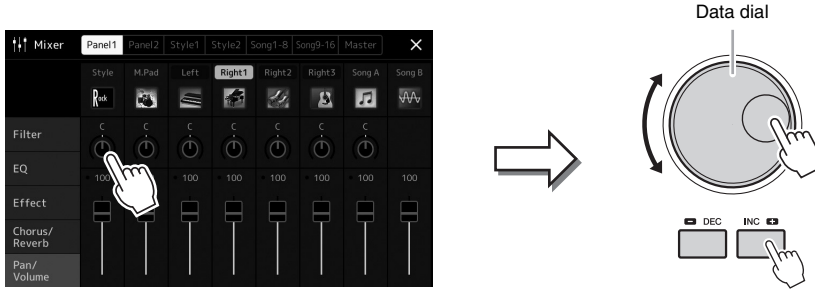 Data dial
Mixer
Panel1 Panel2 Style1 Style2 Song1-8 Song9-16 Master
Style M.Pad Left Right1 Right2 Right3 Song A Song B
Rock
Filter
C C C C C C C
EQ
100 100 100 100 100 100 100
Effect
Chorus/
Reverb
Pan/
Volume
DEC INC